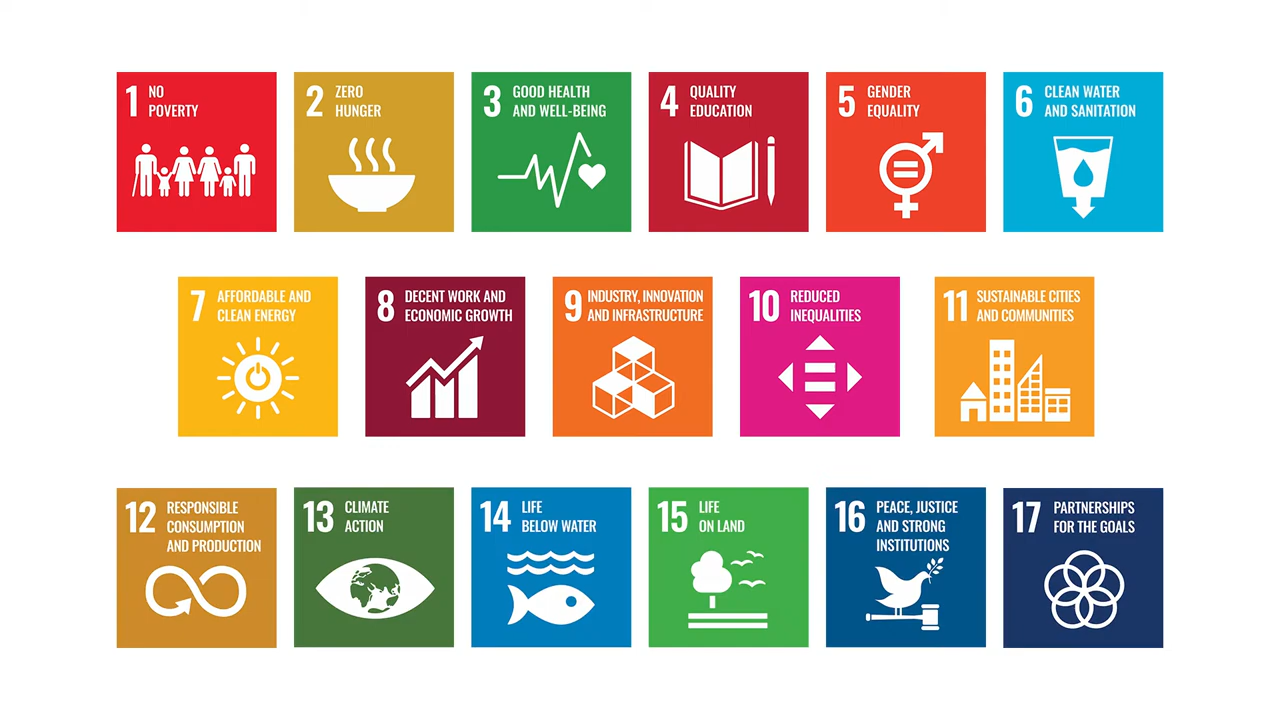 1 NO
POVERTY
2 ZERO
HUNGER
3 GOOD HEALTH
AND WELL-BEING
4 QUALITY
EDUCATION
5 GENDER
EQUALITY
6 CLEAN WATER
AND SANITATION
7 AFFORDABLE AND
CLEAN ENERGY
8 DECENT WORK AND
ECONOMIC GROWTH
9 INDUSTRY, INNOVATION
AND INFRASTRUCTURE
10 REDUCED
INEQUALITIES
11 SUSTAINABLE CITIES
AND COMMUNITIES
12 RESPONSIBLE
CONSUMPTION
AND PRODUCTION
13 CLIMATE
ACTION
14 LIFE
BELOW WATER
15 LIFE
ON LAND
16 PEACE, JUSTICE
AND STRONG
INSTITUTIONS
17 PARTNERSHIPS
FOR THE GOALS